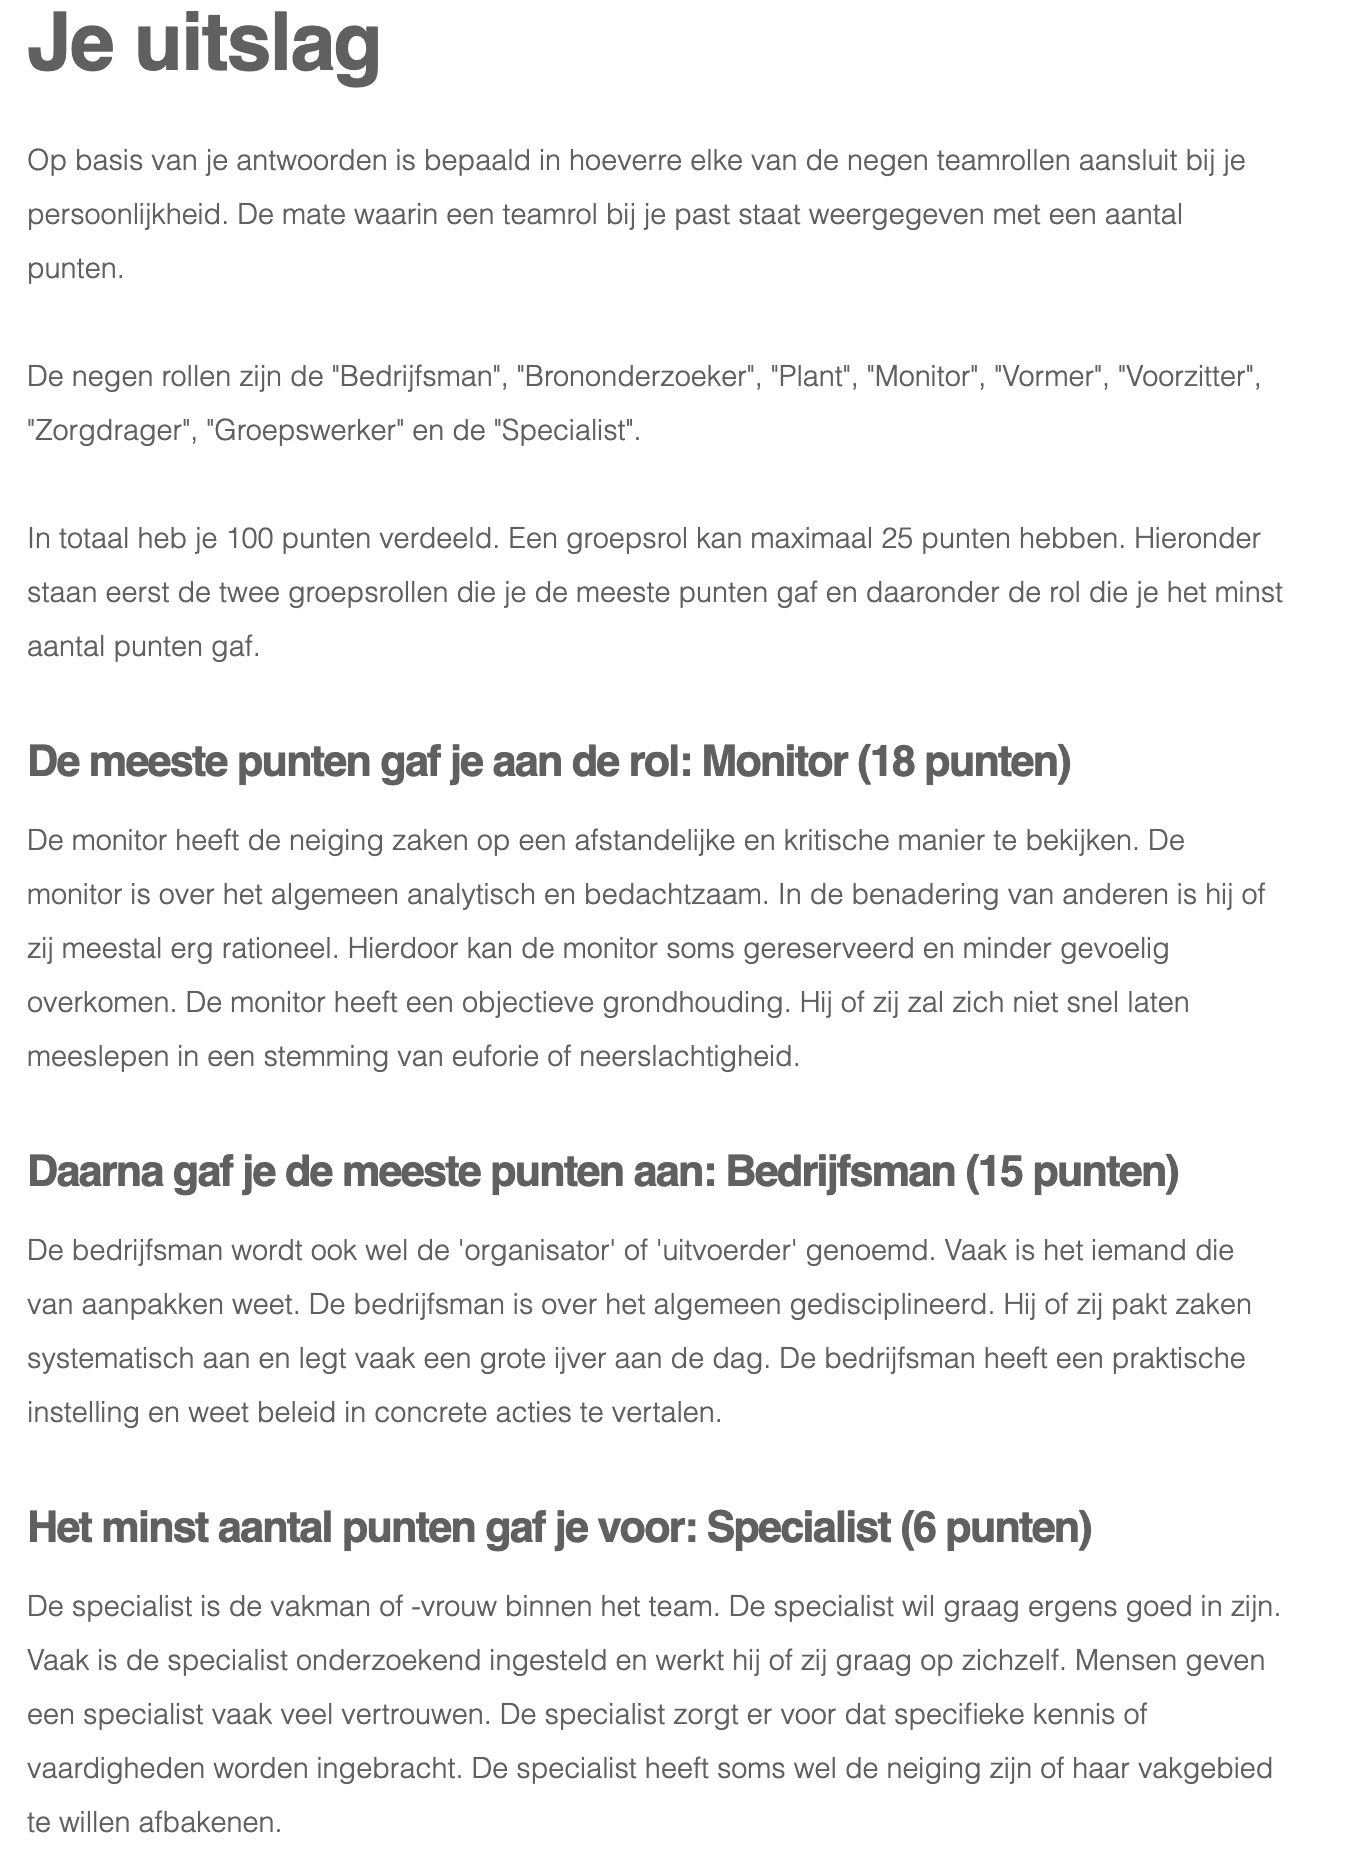 Je uitslag
Op basis van je antwoorden is bepaald in hoeverre elke van de negen teamrollen aansluit bij je
persoonlijkheid. De mate waarin een teamrol bij je past staat weergegeven met een aantal
punten.
De negen rollen zijn de "Bedrijfsman", "Brononderzoeker", "Plant", "Monitor", "Vormer", "Voorzitter",
"Zorgdrager", "Groepswerker" en de "Specialist".
In totaal heb je 100 punten verdeeld. Een groepsrol kan maximaal 25 punten hebben. Hieronder
staan eerst de twee groepsrollen die je de meeste punten gaf en daaronder de rol die je het minst
aantal punten gaf.
De meeste punten gaf je aan de rol: Monitor (18 punten)
De monitor heeft de neiging zaken op een afstandelijke en kritische manier te bekijken. De
monitor is over het algemeen analytisch en bedachtzaam. In de benadering van anderen is hij of
zij meestal erg rationeel. Hierdoor kan de monitor soms gereserveerd en minder gevoelig
overkomen. De monitor heeft een objectieve grondhouding. Hij of zij zal zich niet snel laten
meeslepen in een stemming van euforie of neerslachtigheid.
Daarna gaf je de meeste punten aan: Bedrijfsman (15 punten)
De bedrijfsman wordt ook wel de 'organisator' of 'uitvoerder' genoemd. Vaak is het iemand die
van aanpakken weet. De bedrijfsman is over het algemeen gedisciplineerd. Hij of zij pakt zaken
systematisch aan en legt vaak een grote ijver aan de dag. De bedrijfsman heeft een praktische
instelling en weet beleid in concrete acties te vertalen.
Het minst aantal punten gaf je voor: Specialist (6 punten)
De specialist is de vakman of -vrouw binnen het team. De specialist wil graag ergens goed in zijn.
Vaak is de specialist onderzoekend ingesteld en werkt hij of zij graag op zichzelf. Mensen geven
een specialist vaak veel vertrouwen. De specialist zorgt er voor dat specifieke kennis of
vaardigheden worden ingebracht. De specialist heeft soms wel de neiging zijn of haar vakgebied
te willen afbakenen.